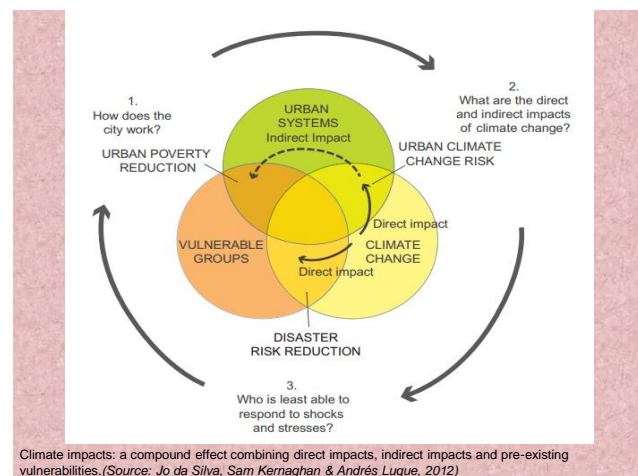 1.
How does the
city work?
2.
What are the direct
and indirect impacts
of climate change?
URBAN
SYSTEMS
Indirect Impact
URBAN POVERTY
REDUCTION
URBAN CLIMATE
CHANGE RISK
Direct impact
VULNERABLE
GROUPS
CLIMATE
CHANGE
Direct impact
DISASTER
RISK REDUCTION
3.
Who is least able to
respond to shocks
and stresses?
Climate impacts: a compound effect combining direct impacts, indirect impacts and pre-existing
vulnerabilities.(Source: Jo da Silva, Sam Kernaghan & Andrés Luque, 2012)